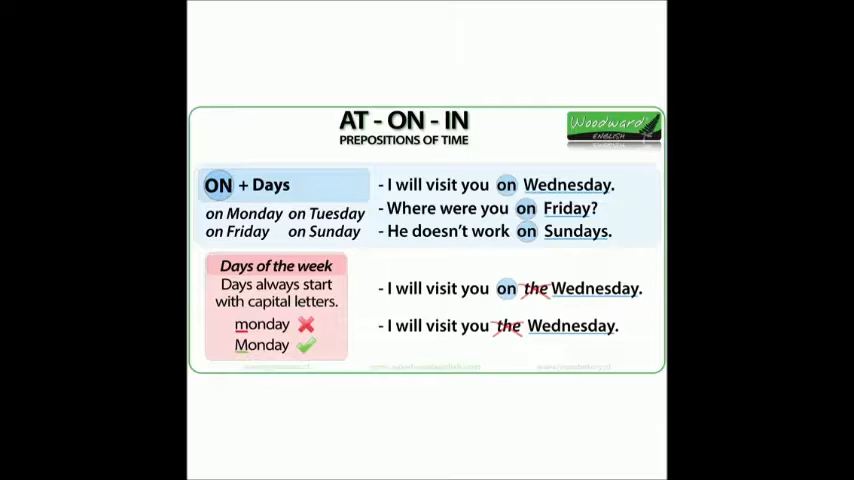 AT - ON - IN
PREPOSITIONS OF TIME
Woodward
ENGLISH
ON + Days
on Monday on Tuesday
on Friday on Sunday
- I will visit you on Wednesday.
- Where were you on Friday?
- He doesn't work on Sundays.
Days of the week
Days always start
with capital letters.
monday
Monday
- I will visit you on the Wednesday.
- I will visit you the Wednesday.